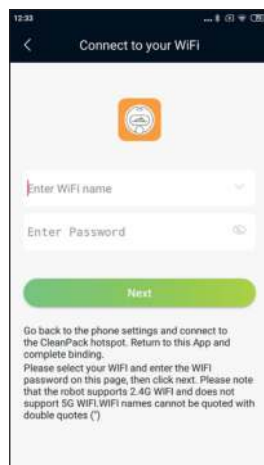 12:33
Connect to your WiFi
Enter WiFi name
Enter Password
Next
Go back to the phone settings and connect to
the CleanPack hotspot. Return to this App and
complete binding.
Please select your WIFI and enter the WIFI
password on this page, then click next. Please note
that the robot supports 2.4G WIFI and does not
support 5G WIFI.WIFI names cannot be quoted with
double quotes (")